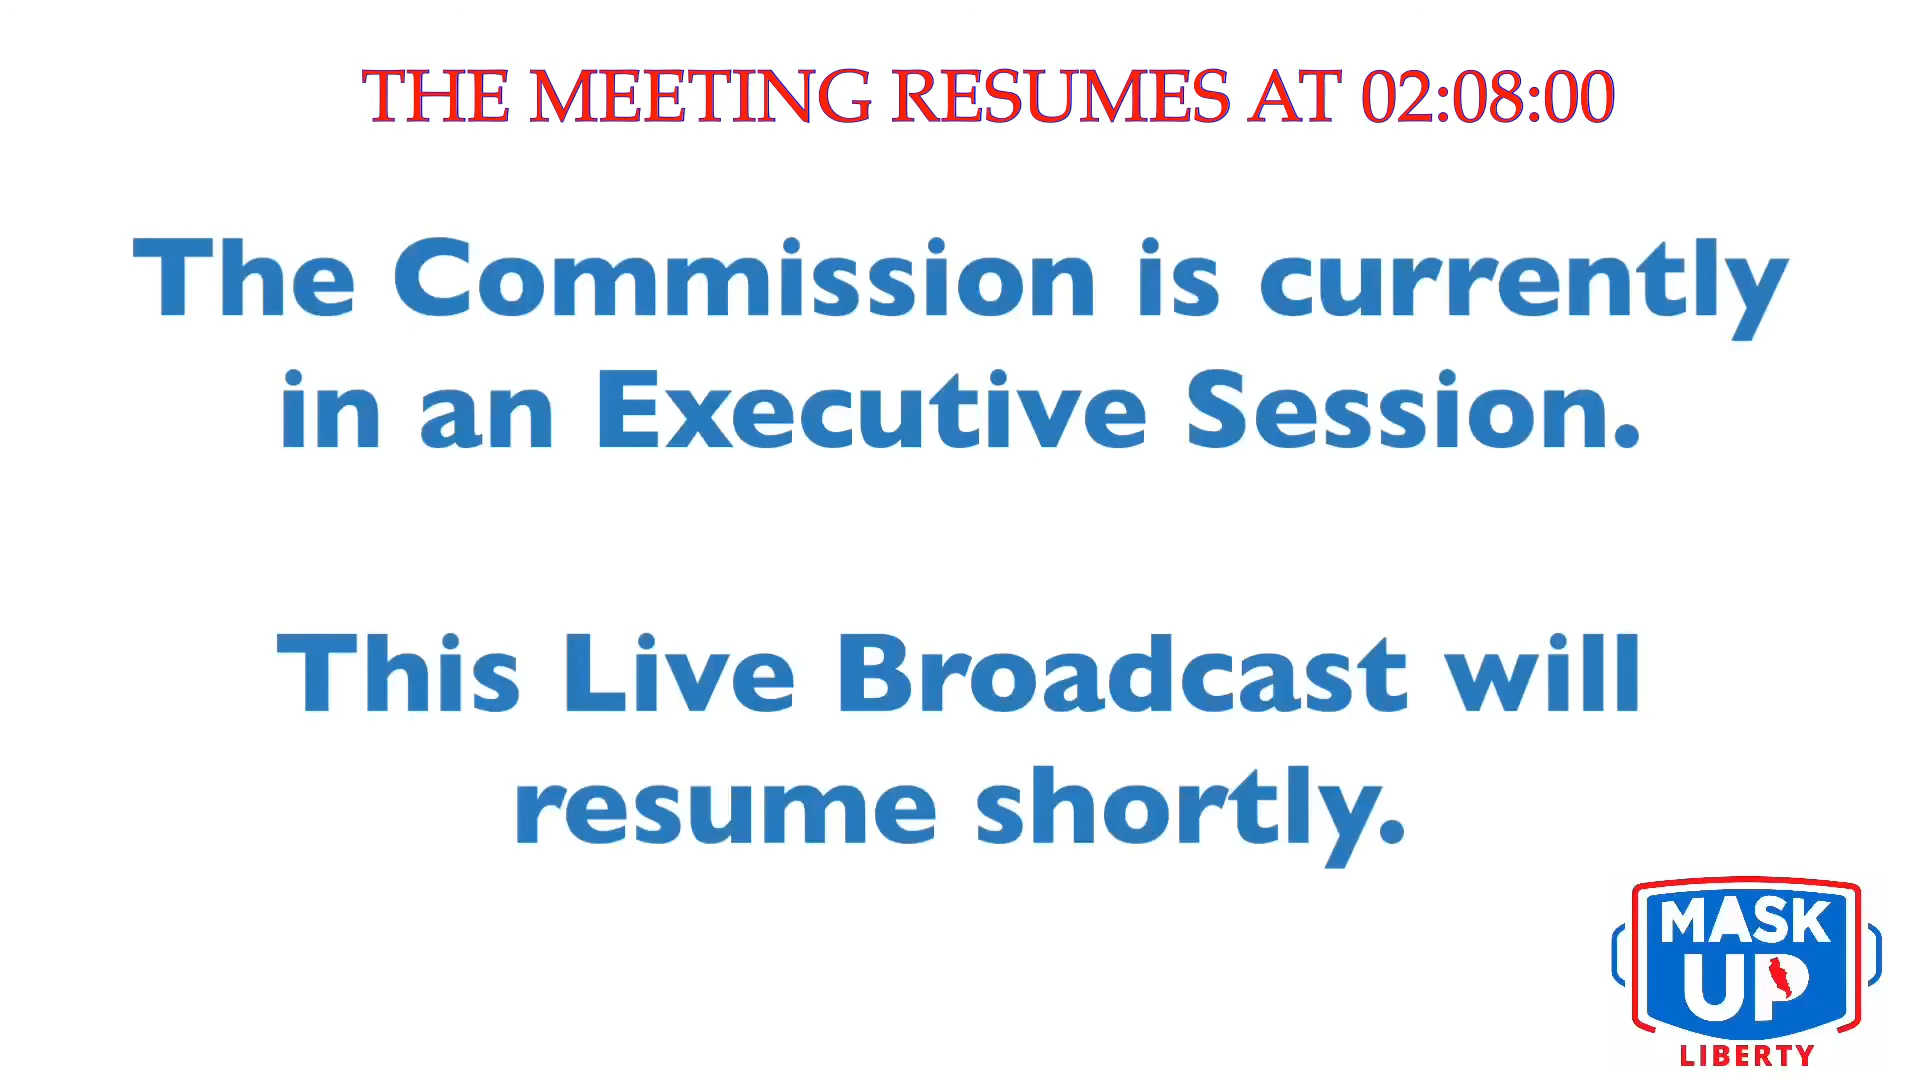 THE MEETING RESUMES AT 02:08:00
The Commission is currently
in an Executive Session.
This Live Broadcast will
resume shortly.
MASK
UP
LIBERTY